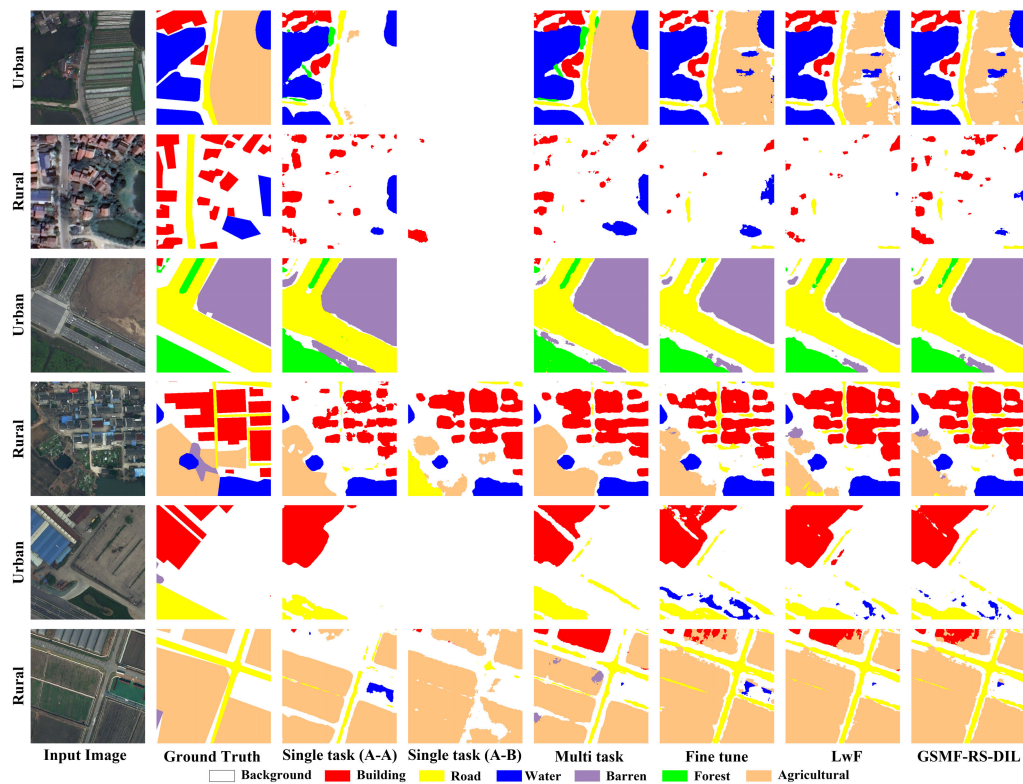 Urban
Rural
Urban
Rural
Urban
Rural
Input Image Ground Truth Single task (A-A) Single task (A-B) Multi task Fine tune LwF GSMF-RS-DIL
Background Building Road Water Barren Forest Agricultural